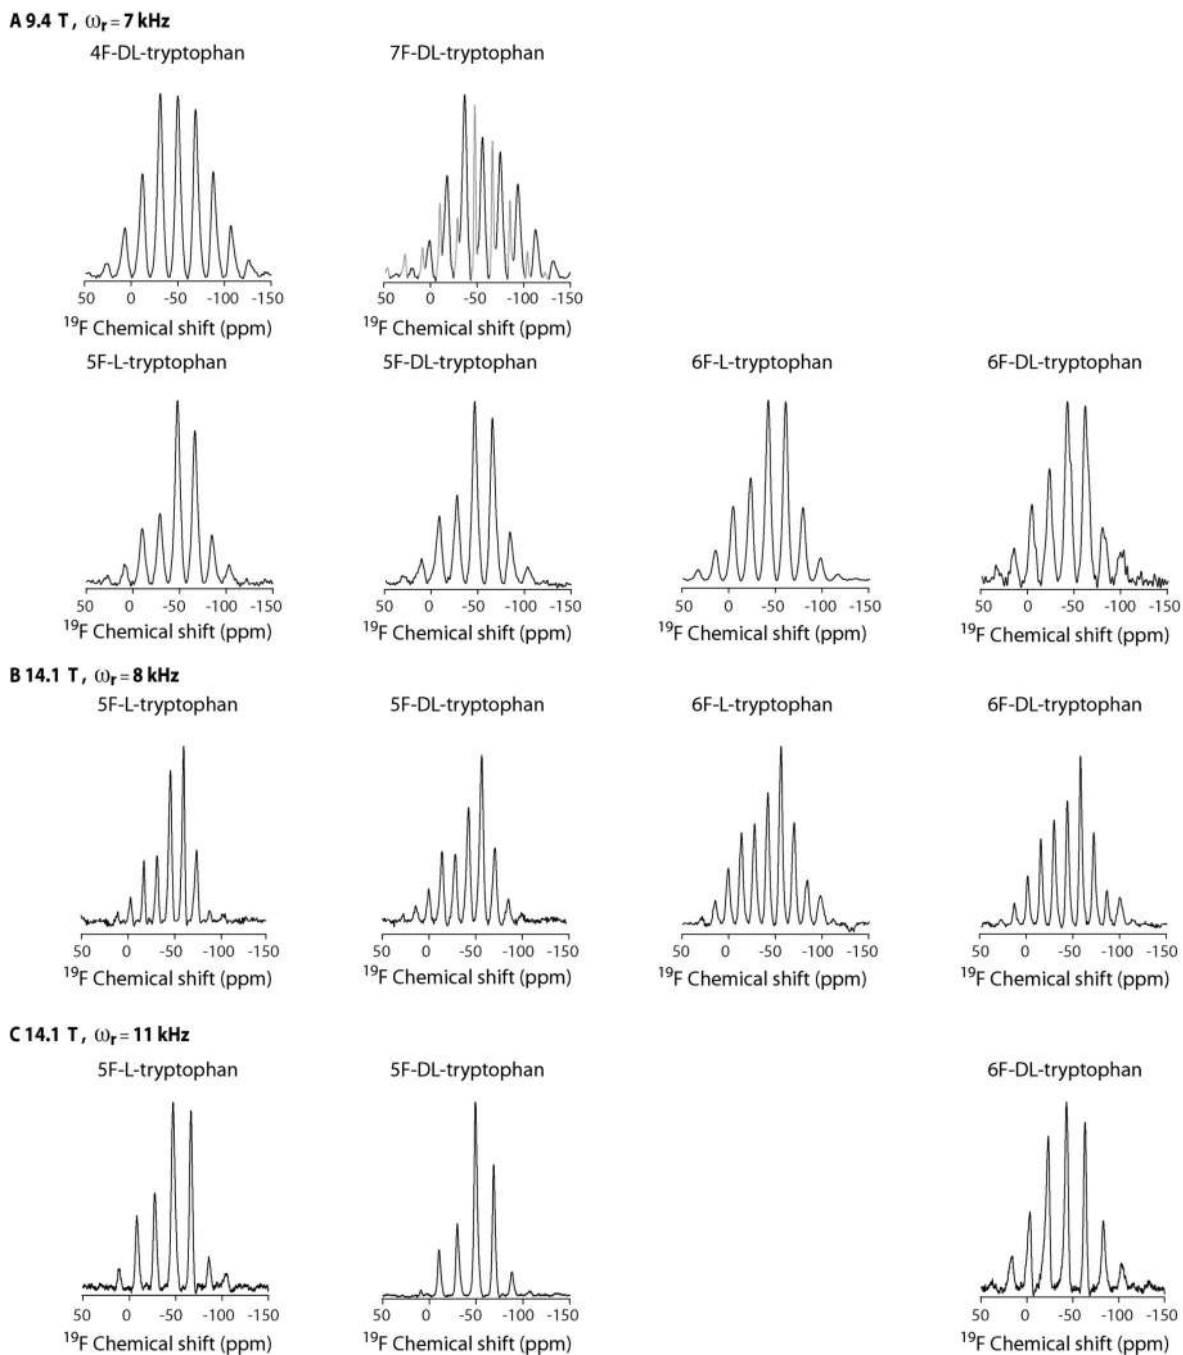 A 9.4 T, ωr = 7 kHz
4F-DL-tryptophan 7F-DL-tryptophan
50 0 -50 -100 -150 50 0 -50 -100 -150
19F Chemical shift (ppm) 19F Chemical shift (ppm)
5F-L-tryptophan 5F-DL-tryptophan 6F-L-tryptophan 6F-DL-tryptophan
50 0 -50 -100 -150 50 0 -50 -100 -150 50 0 -50 -100 -150 50 0 -50 -100 -150
19F Chemical shift (ppm) 19F Chemical shift (ppm) 19F Chemical shift (ppm) 19F Chemical shift (ppm)
B 14.1 T, ωr = 8 kHz
5F-L-tryptophan 5F-DL-tryptophan 6F-L-tryptophan 6F-DL-tryptophan
50 0 -50 -100 -150 50 0 -50 -100 -150 50 0 -50 -100 -150 50 0 -50 -100 -150
19F Chemical shift (ppm) 19F Chemical shift (ppm) 19F Chemical shift (ppm) 19F Chemical shift (ppm)
C 14.1 T, ωr = 11 kHz
5F-L-tryptophan 5F-DL-tryptophan 6F-DL-tryptophan
50 0 -50 -100 -150 50 0 -50 -100 -150 50 0 -50 -100 -150
19F Chemical shift (ppm) 19F Chemical shift (ppm) 19F Chemical shift (ppm)